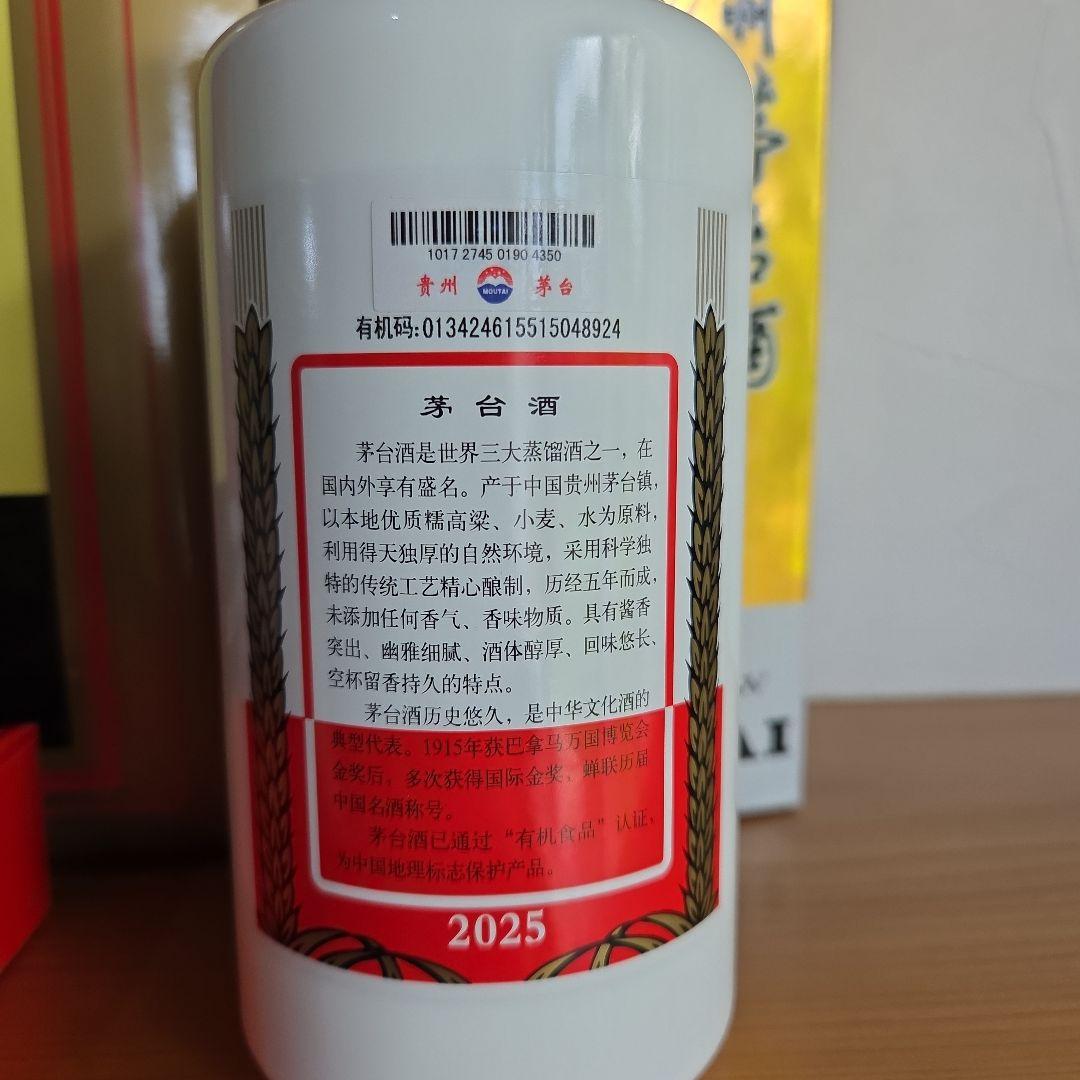 1017 2745 0190 4350
贵州 MOUTAI 茅台
有机码:013424615515048924
茅台酒
茅台酒是世界三大蒸馏酒之一，在
国内外享有盛名。产于中国贵州茅台镇，
以本地优质糯高粱、小麦、水为原料，
利用得天独厚的自然环境，采用科学独
特的传统工艺精心酿制，历经五年而成，
未添加任何香气、香味物质。具有酱香
突出、幽雅细腻、酒体醇厚、回味悠长、
空杯留香持久的特点。
茅台酒历史悠久，是中华文化酒的
典型代表。1915年获巴拿马万国博览会
金奖后，多次获得国际金奖，蝉联历届
中国名酒称号。
茅台酒已通过“有机食品”认证，
为中国地理标志保护产品。
2025
州茅台酒
AI